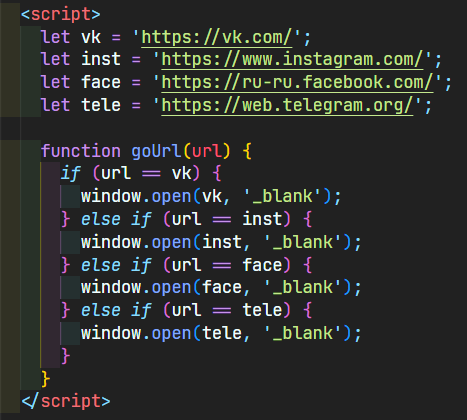 <script>
let vk = 'https://vk.com/';
let inst = 'https://www.instagram.com/';
let face = 'https://ru-ru.facebook.com/';
let tele = 'https://web.telegram.org/';
function goUrl(url) {
if (url == vk) {
window.open(vk, '_blank');
} else if (url == inst) {
window.open(inst, '_blank');
} else if (url == face) {
window.open(face, '_blank');
} else if (url == tele) {
window.open(tele, '_blank');
}
}
</script>